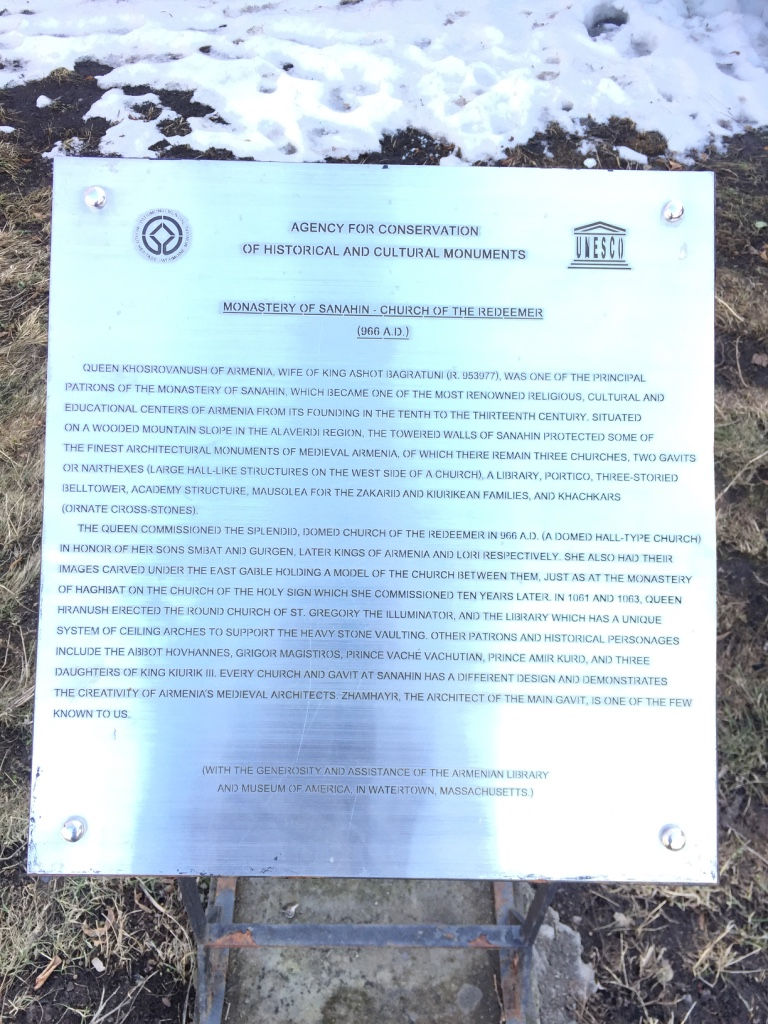 AGENCY FOR CONSERVATION
OF HISTORICAL AND CULTURAL MONUMENTS
UNESCO
MONASTERY OF SANAHIN - CHURCH OF THE REDEEMER
(966 A.D.)
QUEEN KHOSROVANUSH OF ARMENIA, WIFE OF KING ASHOT BAGRATUNI (R. 953977), WAS ONE OF THE PRINCIPAL
PATRONS OF THE MONASTERY OF SANAHIN, WHICH BECAME ONE OF THE MOST RENOWNED RELIGIOUS, CULTURAL AND
EDUCATIONAL CENTERS OF ARMENIA FROM ITS FOUNDING IN THE TENTH TO THE THIRTEENTH CENTURY. SITUATED
ON A WOODED MOUNTAIN SLOPE IN THE ALAVERDI REGION, THE TOWERED WALLS OF SANAHIN PROTECTED SOME OF
THE FINEST ARCHITECTURAL MONUMENTS OF MEDIEVAL ARMENIA, OF WHICH THERE REMAIN THREE CHURCHES, TWO GAVITS
OR NARTHEXES (LARGE HALL-LIKE STRUCTURES ON THE WEST SIDE OF A CHURCH), A LIBRARY, PORTICO, THREE-STORIED
BELLTOWER, ACADEMY STRUCTURE, MAUSOLEA FOR THE ZAKARID AND KIURIKEAN FAMILIES, AND KHACHKARS
(ORNATE CROSS-STONES).
THE QUEEN COMMISSIONED THE SPLENDID, DOMED CHURCH OF THE REDEEMER IN 966 A.D. (A DOMED HALL-TYPE CHURCH)
IN HONOR OF HER SONS SMBAT AND GURGEN, LATER KINGS OF ARMENIA AND LORI RESPECTIVELY. SHE ALSO HAD THEIR
IMAGES CARVED UNDER THE EAST GABLE HOLDING A MODEL OF THE CHURCH BETWEEN THEM, JUST AS AT THE MONASTERY
OF HAGHBAT ON THE CHURCH OF THE HOLY SIGN WHICH SHE COMMISSIONED TEN YEARS LATER. IN 1061 AND 1063, QUEEN
HRANUSH ERECTED THE ROUND CHURCH OF ST. GREGORY THE ILLUMINATOR, AND THE LIBRARY WHICH HAS A UNIQUE
SYSTEM OF CEILING ARCHES TO SUPPORT THE HEAVY STONE VAULTING. OTHER PATRONS AND HISTORICAL PERSONAGES
INCLUDE THE ABBOT HOVHANNES, GRIGOR MAGISTROS, PRINCE VACHE VACHUTIAN, PRINCE AMIR KURD, AND THREE
DAUGHTERS OF KING KIURIK III. EVERY CHURCH AND GAVIT AT SANAHIN HAS A DIFFERENT DESIGN AND DEMONSTRATES
THE CREATIVITY OF ARMENIA'S MEDIEVAL ARCHITECTS. ZHAMHAYR, THE ARCHITECT OF THE MAIN GAVIT, IS ONE OF THE FEW
KNOWN TO US.
(WITH THE GENEROSITY AND ASSISTANCE OF THE ARMENIAN LIBRARY
AND MUSEUM OF AMERICA, IN WATERTOWN, MASSACHUSETTS.)